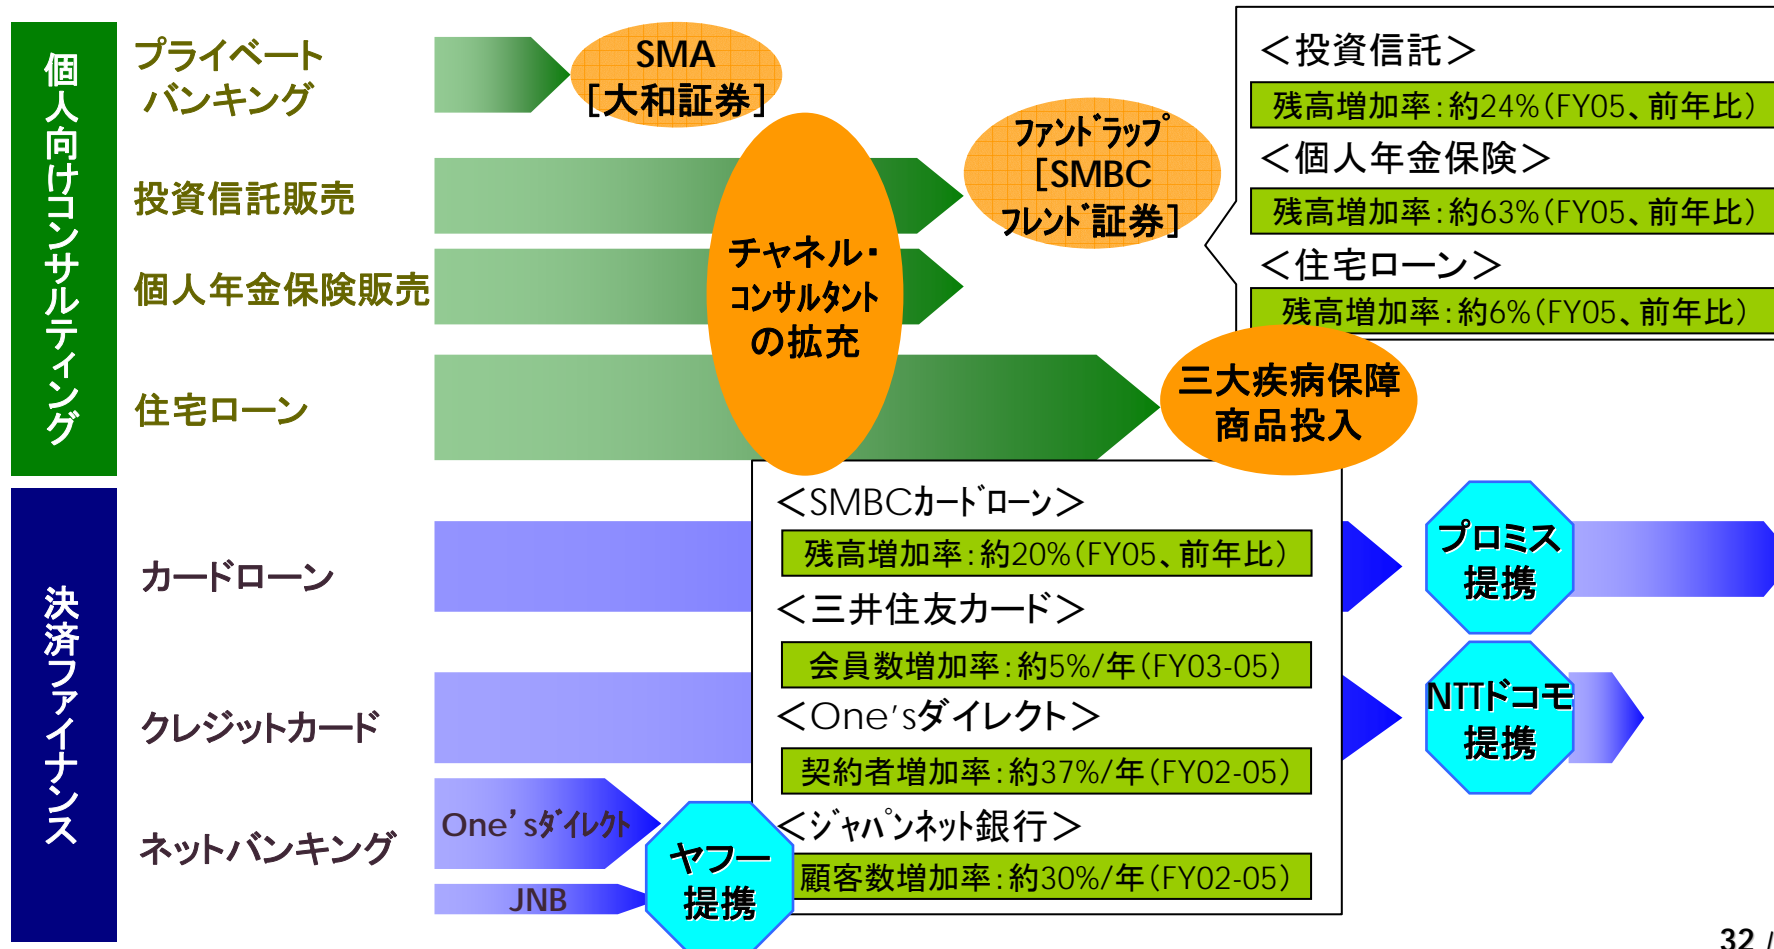 個人向けコンサルティング
プライベート
バンキング
投資信託販売
個人年金保険販売
住宅ローン
SMA
[大和証券]
チャネル・
コンサルタント
の拡充
ファンドラップ
[SMBC
フレンド証券]
三大疾病保障
商品投入
＜投資信託＞
残高増加率：約24%（FY05、前年比）
＜個人年金保険＞
残高増加率：約63%（FY05、前年比）
＜住宅ローン＞
残高増加率：約6%（FY05、前年比）
決済ファイナンス
カードローン
クレジットカード
ネットバンキング
One'sダイレクト
JNB
ヤフー
提携
＜SMBCカードローン＞
残高増加率：約20%（FY05、前年比）
＜三井住友カード＞
会員数増加率：約5%/年（FY03-05）
＜One'sダイレクト＞
契約者増加率：約37%/年（FY02-05）
＜ジャパンネット銀行＞
顧客数増加率：約30%/年（FY02-05）
プロミス
提携
NTTドコモ
提携
32 /